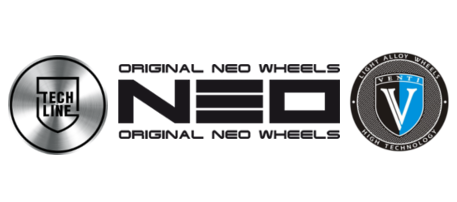 TECH
LINE
ORIGINAL NEO WHEELS
NEO
ORIGINAL NEO WHEELS
LIGHT ALLOY WHEELS
VENTI
V
HIGH TECHNOLOGY